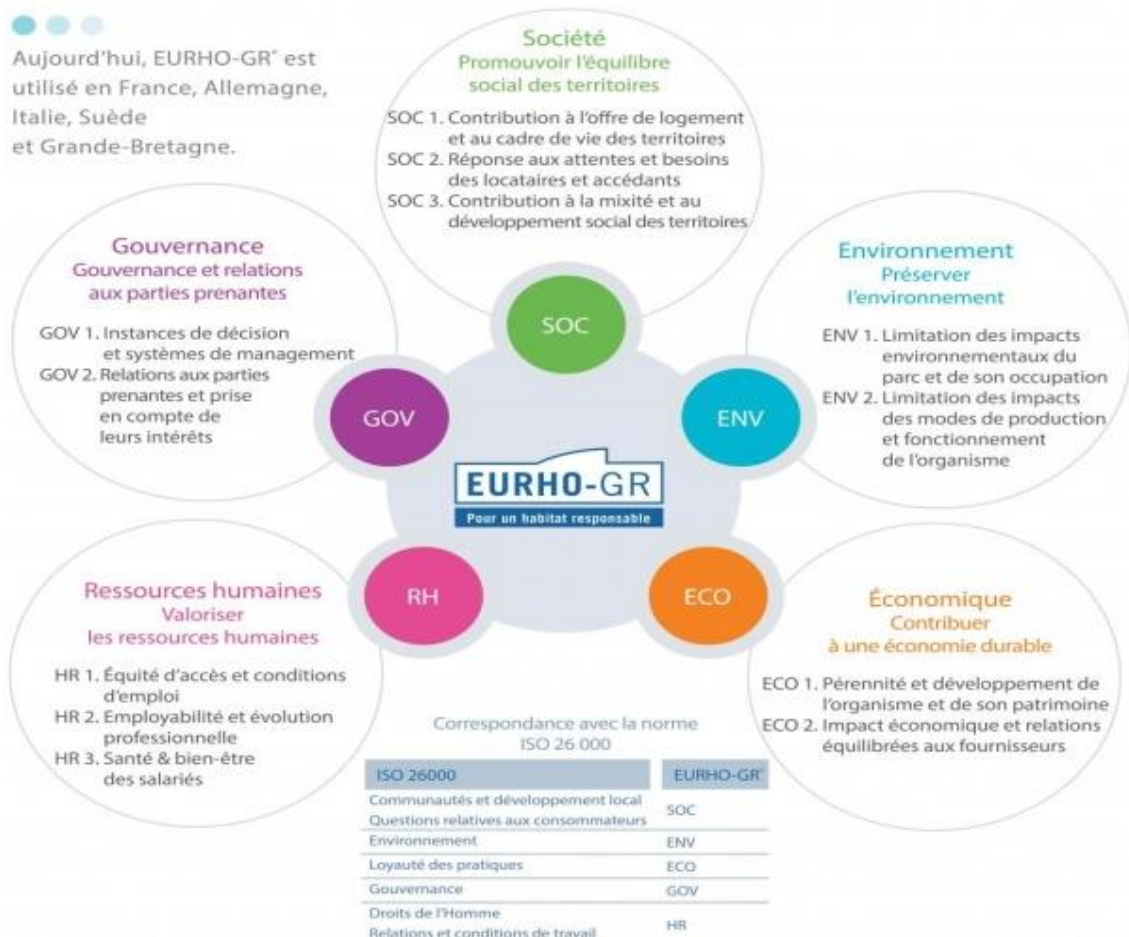 Aujourd'hui, EURHO-GR® est
utilisé en France, Allemagne,
Italie, Suède
et Grande-Bretagne.
Société
Promouvoir l'équilibre
social des territoires
SOC 1. Contribution à l'offre de logement
et au cadre de vie des territoires
SOC 2. Réponse aux attentes et besoins
des locataires et accédants
SOC 3. Contribution à la mixité et au
développement social des territoires
Gouvernance
Gouvernance et relations
aux parties prenantes
GOV 1. Instances de décision
et systèmes de management
GOV 2. Relations aux parties
prenantes et prise
en compte de
leurs intérêts
Environnement
Préserver
l'environnement
ENV 1. Limitation des impacts
environnementaux du
parc et de son occupation
ENV 2. Limitation des impacts
des modes de production
et fonctionnement
de l'organisme
SOC
GOV
ENV
EURHO-GR
Pour un habitat responsable
RH
ECO
Ressources humaines
Valoriser
les ressources humaines
HR 1. Équité d'accès et conditions
d'emploi
HR 2. Employabilité et évolution
professionnelle
HR 3. Santé & bien-être
des salariés
Économique
Contribuer
à une économie durable
ECO 1. Pérennité et développement de
l'organisme et de son patrimoine
ECO 2. Impact économique et relations
équilibrées aux fournisseurs
Correspondance avec la norme
ISO 26 000
ISO 26000 EURHO-GR®
Communautés et développement local
Questions relatives aux consommateurs SOC
Environnement ENV
Loyauté des pratiques ECO
Gouvernance GOV
Droits de l'Homme
Relations et conditions de travail HR